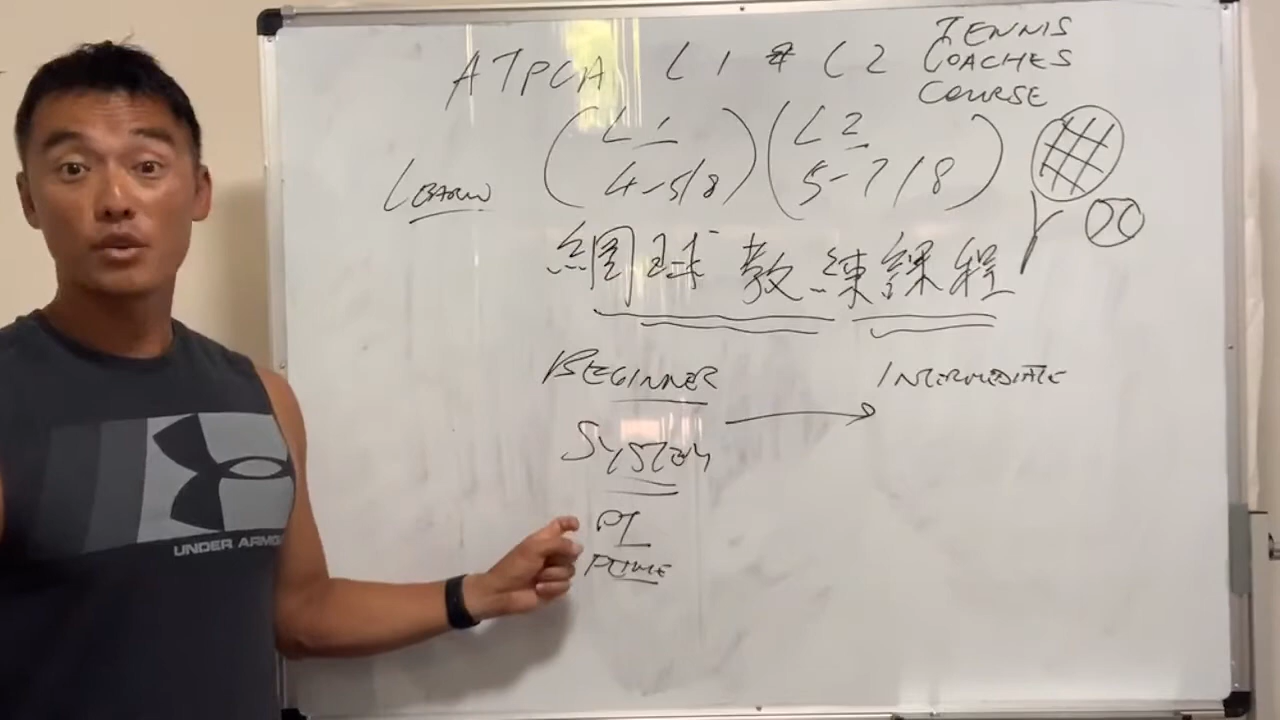 ATPCA L1 & L2 TENNIS
COACHES
COURSE
(L1) (L2)
LEARN 4-5/8 5-7/8
網球教練課程
BEGINNER → INTERMEDIATE
SYSTEM
UNDER ARMOUR